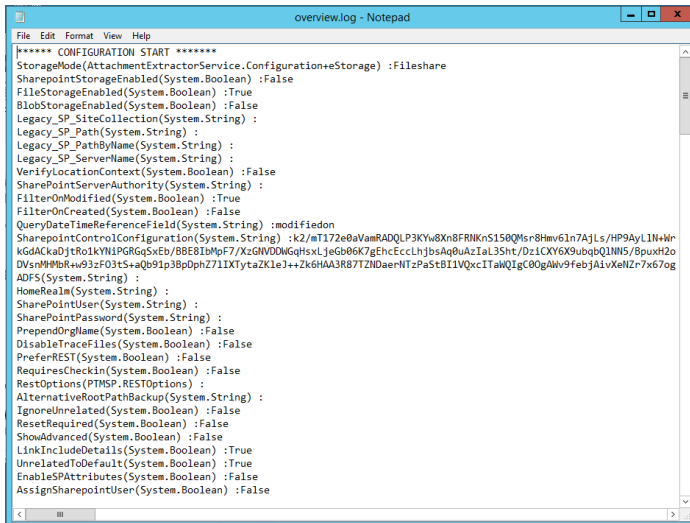 overview.log - Notepad
File Edit Format View Help
****** CONFIGURATION START *******
StorageMode(AttachmentExtractorService.Configuration+eStorage) :Fileshare
SharepointStorageEnabled(System.Boolean) :False
FileStorageEnabled(System.Boolean) :True
BlobStorageEnabled(System.Boolean) :False
Legacy_SP_SiteCollection(System.String) :
Legacy_SP_Path(System.String) :
Legacy_SP_PathByName(System.String) :
Legacy_SP_ServerName(System.String) :
VerifyLocationContext(System.Boolean) :False
SharePointServerAuthority(System.String) :
FilterOnModified(System.Boolean) :True
FilterOnCreated(System.Boolean) :False
QueryDateTimeReferenceField(System.String) :modifiedon
SharepointControlConfiguration(System.String) :k2/mT172e0aVamRADQLP3KYw8Xn8FRNKnS150QMsr8Hmv6ln7AjLs/HP9AyLlN+Wr
kGdACKaDjtRo1kYNiPGRGqSxEb/BBE8IbMpF7/XzGNVDDWGqHsxLjeGb06K7gEhcEccLhjbsAq0uAzIaL3Sht/DziCXY6X9ubqbQlNN5/BpuxH2o
DVsnMHMbR+w93zFO3tS+aQb91p3BpDphZ7lIXTytaZKleJ++Zk6HAA3R87TZNDaerNTzPaStBI1VQxcITaWQIgC0OgAWv9febjAivXeNZr7x67og
ADFS(System.String) :
HomeRealm(System.String) :
SharePointUser(System.String) :
SharePointPassword(System.String) :
PrependOrgName(System.Boolean) :False
DisableTraceFiles(System.Boolean) :False
PreferREST(System.Boolean) :False
RequiresCheckin(System.Boolean) :False
RestOptions(PTMSP.RESTOptions) :
AlternativeRootPathBackup(System.String) :
IgnoreUnrelated(System.Boolean) :False
ResetRequired(System.Boolean) :False
ShowAdvanced(System.Boolean) :False
LinkIncludeDetails(System.Boolean) :True
UnrelatedToDefault(System.Boolean) :True
EnableSPAttributes(System.Boolean) :False
AssignSharepointUser(System.Boolean) :False